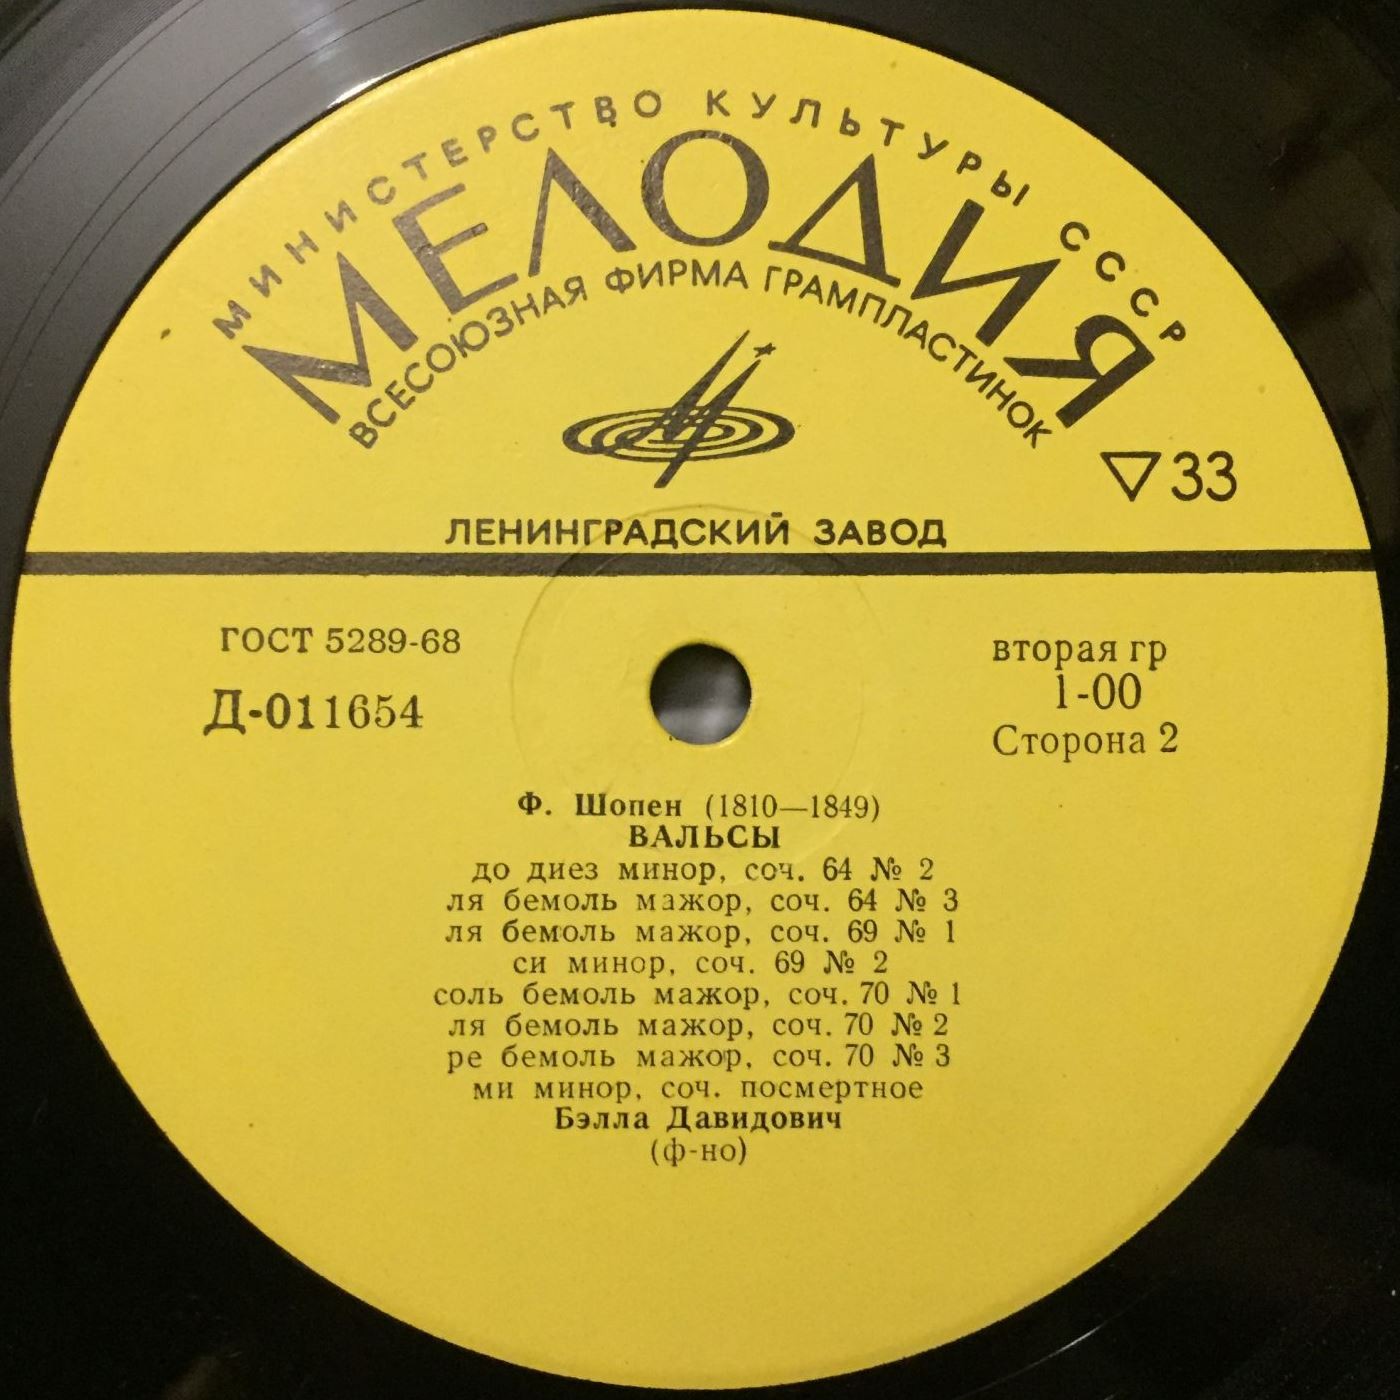 МИНИСТЕРСТВО КУЛЬТУРЫ СССР
МЕЛОДИЯ
ВСЕСОЮЗНАЯ ФИРМА ГРАМПЛАСТИНОК
▽33
ЛЕНИНГРАДСКИЙ ЗАВОД
ГОСТ 5289-68
Д-011654
вторая гр
1-00
Сторона 2
Ф. Шопен (1810—1849)
ВАЛЬСЫ
до диез минор, соч. 64 № 2
ля бемоль мажор, соч. 64 № 3
ля бемоль мажор, соч. 69 № 1
си минор, соч. 69 № 2
соль бемоль мажор, соч. 70 № 1
ля бемоль мажор, соч. 70 № 2
ре бемоль мажор, соч. 70 № 3
ми минор, соч. посмертное
Бэлла Давидович
(ф-но)